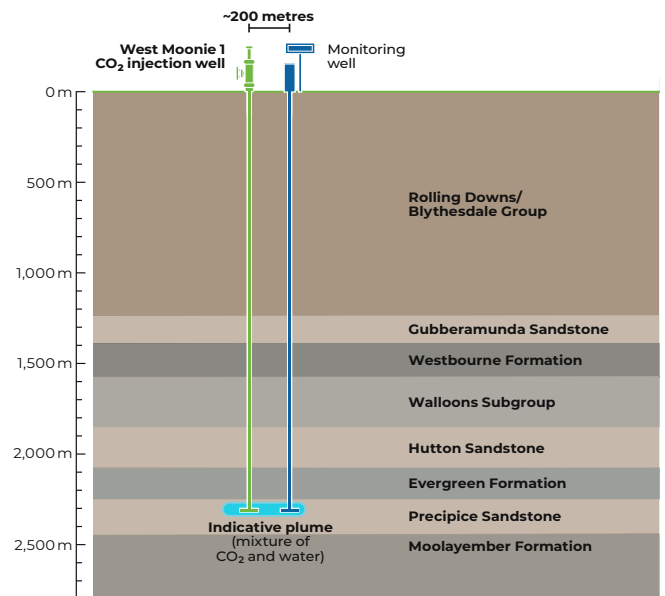 ~200 metres
West Moonie 1
CO₂ injection well
Monitoring
well
0 m
500 m
Rolling Downs/
Blythesdale Group
1,000 m
Gubberamunda Sandstone
Westbourne Formation
1,500 m
Walloons Subgroup
Hutton Sandstone
2,000 m
Evergreen Formation
Precipice Sandstone
Indicative plume
(mixture of
CO₂ and water)
2,500 m
Moolayember Formation